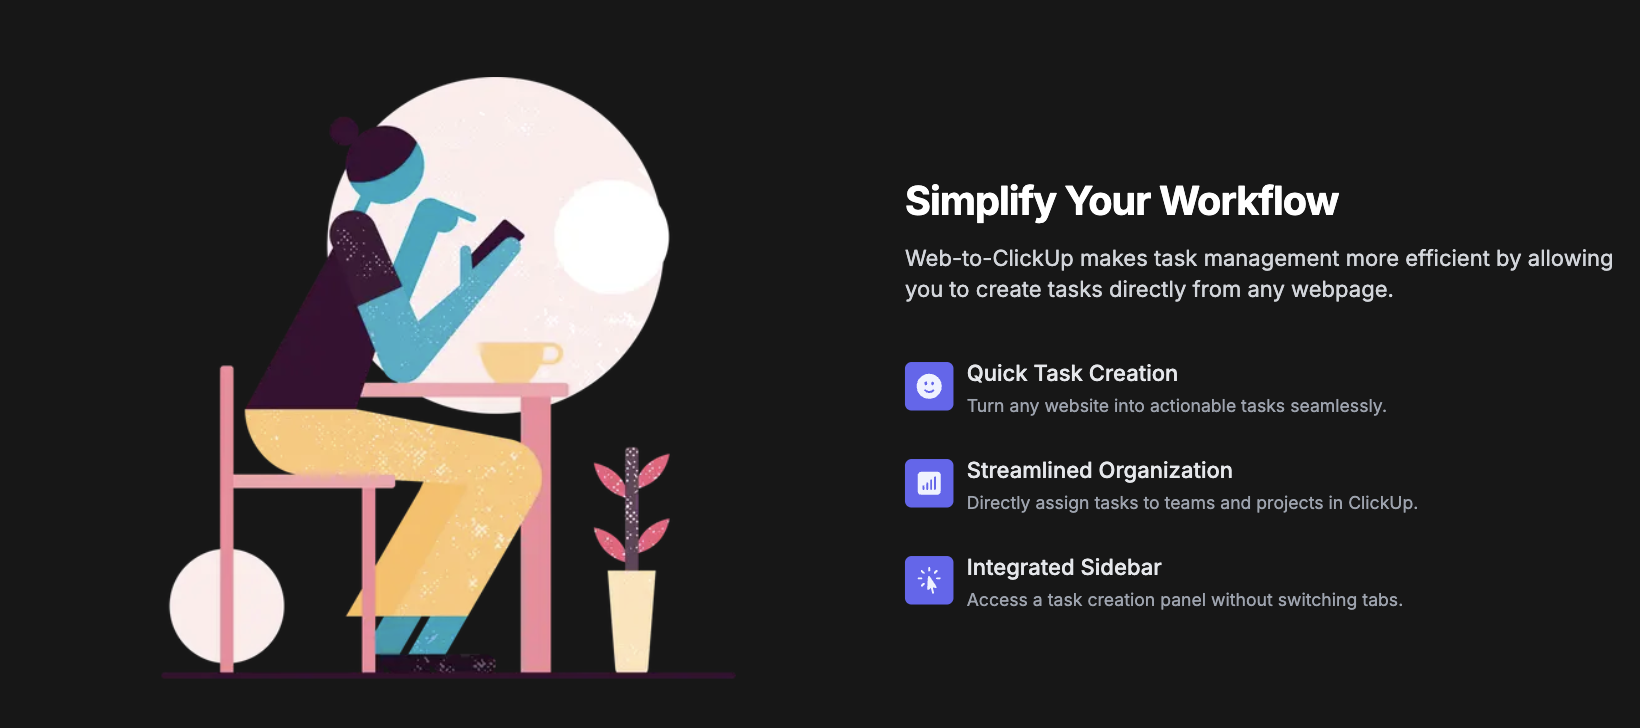 Simplify Your Workflow
Web-to-ClickUp makes task management more efficient by allowing
you to create tasks directly from any webpage.
Quick Task Creation
Turn any website into actionable tasks seamlessly.
Streamlined Organization
Directly assign tasks to teams and projects in ClickUp.
Integrated Sidebar
Access a task creation panel without switching tabs.